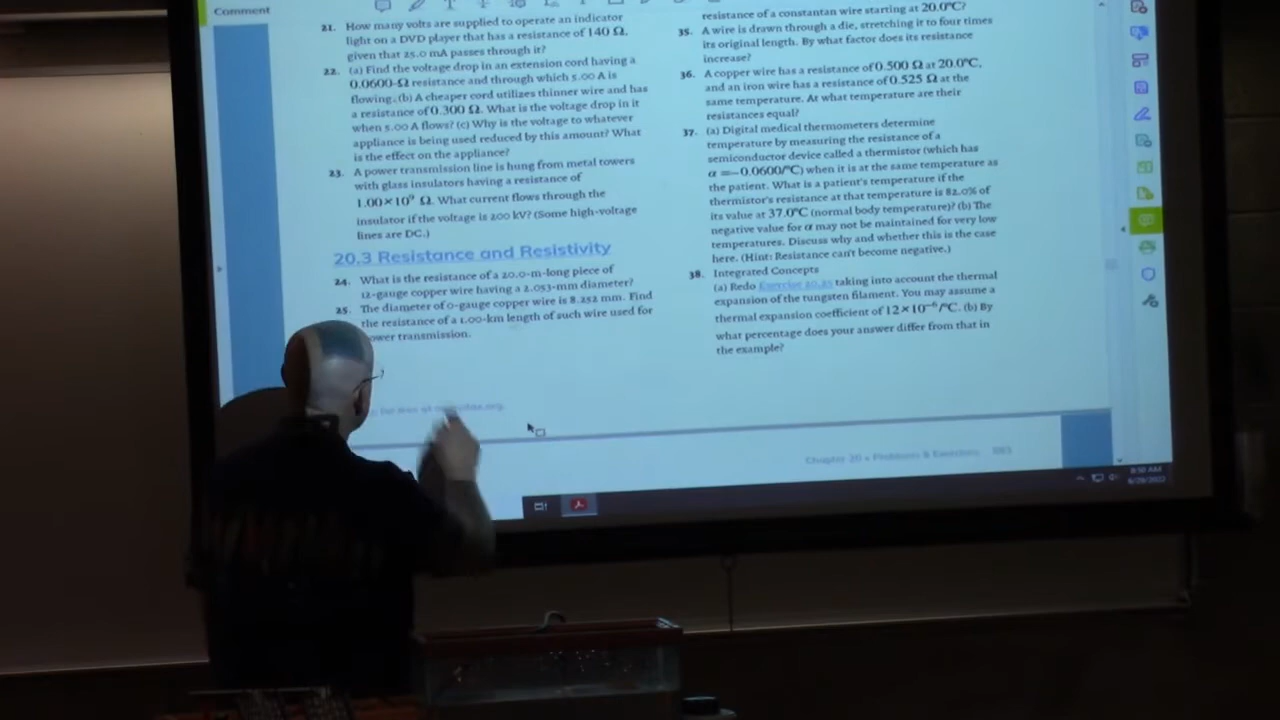 Comment
21. How many volts are supplied to operate an indicator
light on a DVD player that has a resistance of 140 Ω,
given that 25.0 mA passes through it?
22. (a) Find the voltage drop in an extension cord having a
0.0600-Ω resistance and through which 5.00 A is
flowing. (b) A cheaper cord utilizes thinner wire and has
a resistance of 0.300 Ω. What is the voltage drop in it
when 5.00 A flows? (c) Why is the voltage to whatever
appliance is being used reduced by this amount? What
is the effect on the appliance?
23. A power transmission line is hung from metal towers
with glass insulators having a resistance of
1.00×10⁹ Ω. What current flows through the
insulator if the voltage is 200 kV? (Some high-voltage
lines are DC.)
20.3 Resistance and Resistivity
24. What is the resistance of a 20.0-m-long piece of
12-gauge copper wire having a 2.053-mm diameter?
25. The diameter of 0-gauge copper wire is 8.252 mm. Find
the resistance of a 1.00-km length of such wire used for
power transmission.
resistance of a constantan wire starting at 20.0ºC?
35. A wire is drawn through a die, stretching it to four times
its original length. By what factor does its resistance
increase?
36. A copper wire has a resistance of 0.500 Ω at 20.0ºC,
and an iron wire has a resistance of 0.525 Ω at the
same temperature. At what temperature are their
resistances equal?
37. (a) Digital medical thermometers determine
temperature by measuring the resistance of a
semiconductor device called a thermistor (which has
α = –0.0600/ºC) when it is at the same temperature as
the patient. What is a patient's temperature if the
thermistor's resistance at that temperature is 82.0% of
its value at 37.0ºC (normal body temperature)? (b) The
negative value for α may not be maintained for very low
temperatures. Discuss why and whether this is the case
here. (Hint: Resistance can't become negative.)
38. Integrated Concepts
(a) Redo Exercise 20.25 taking into account the thermal
expansion of the tungsten filament. You may assume a
thermal expansion coefficient of 12×10⁻⁶/ºC. (b) By
what percentage does your answer differ from that in
the example?
for free at
Chapter 20 • Problems & Exercises
8:50 AM